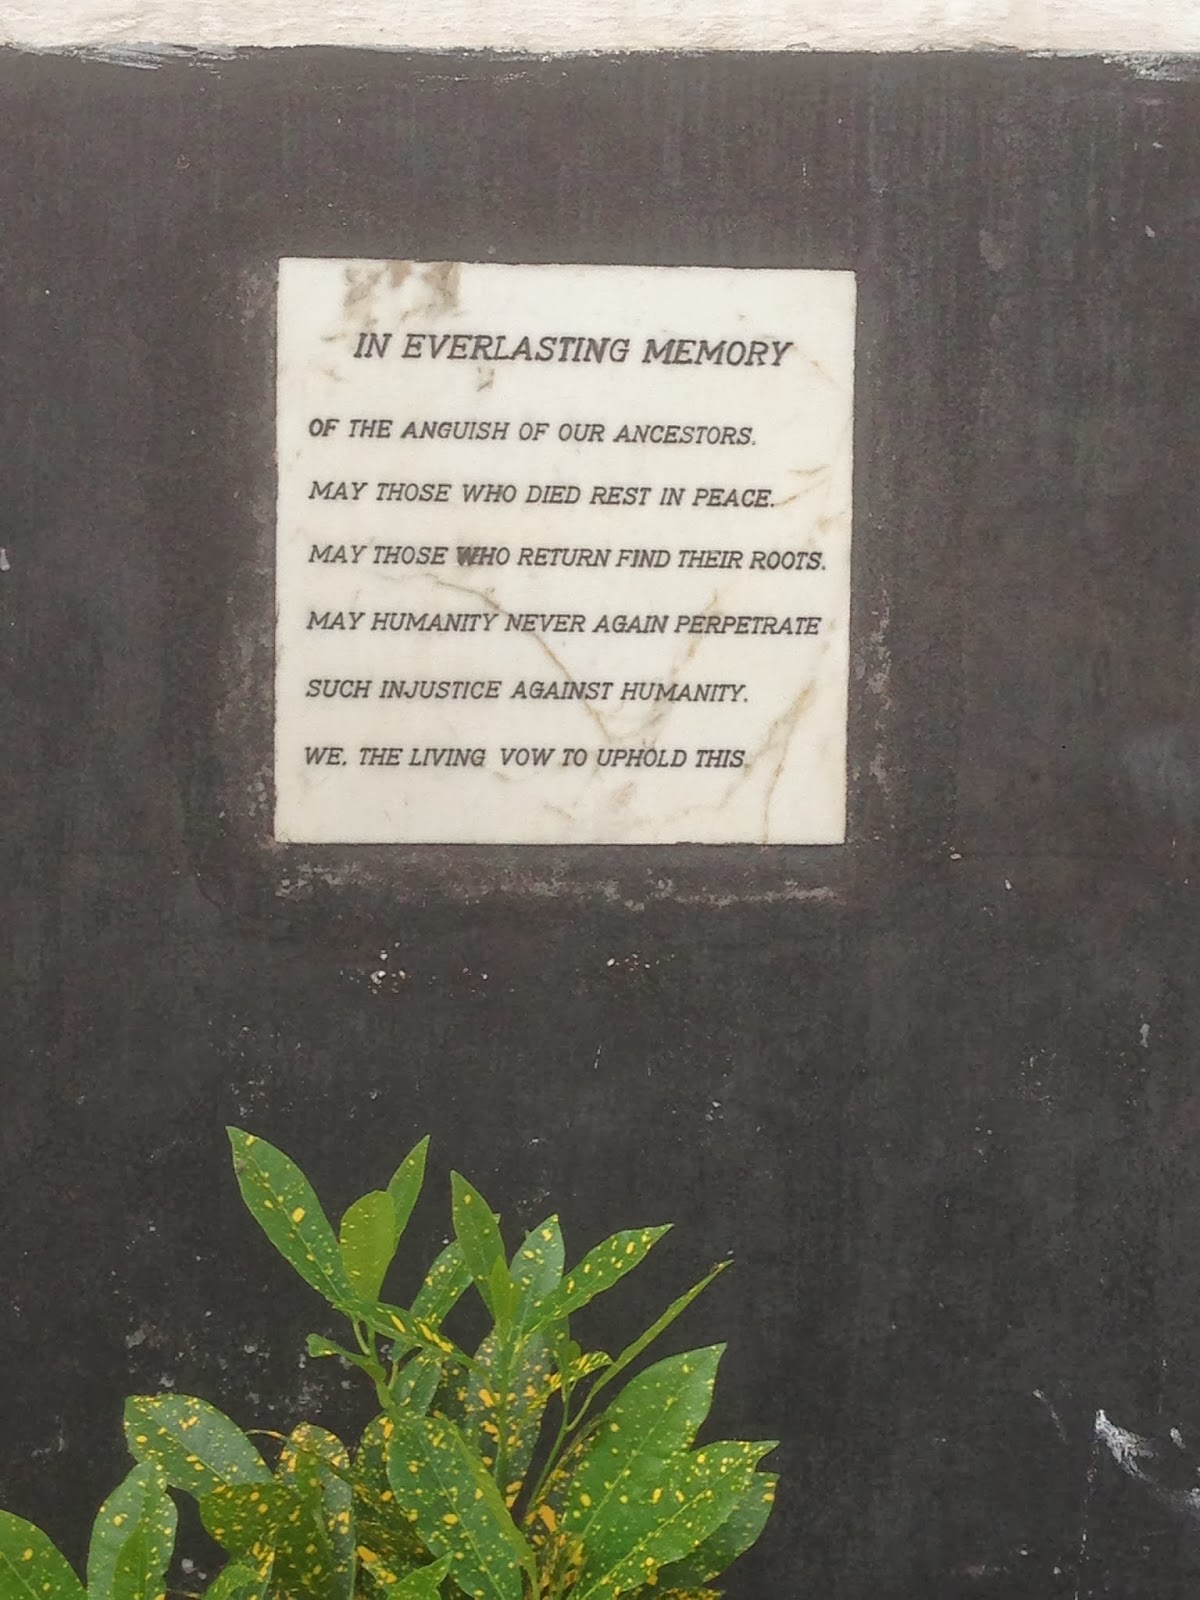 IN EVERLASTING MEMORY
OF THE ANGUISH OF OUR ANCESTORS.
MAY THOSE WHO DIED REST IN PEACE.
MAY THOSE WHO RETURN FIND THEIR ROOTS.
MAY HUMANITY NEVER AGAIN PERPETRATE
SUCH INJUSTICE AGAINST HUMANITY.
WE. THE LIVING VOW TO UPHOLD THIS.